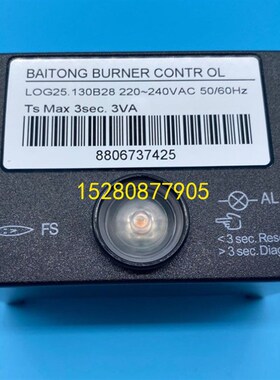 BAITONG BURNER CONTR OL
LOG25.130B28 220~240VAC 50/60Hz
Ts Max 3sec. 3VA
8806737425
15280877905
FS
AL
<3 sec. Rese
>3 sec. Diag